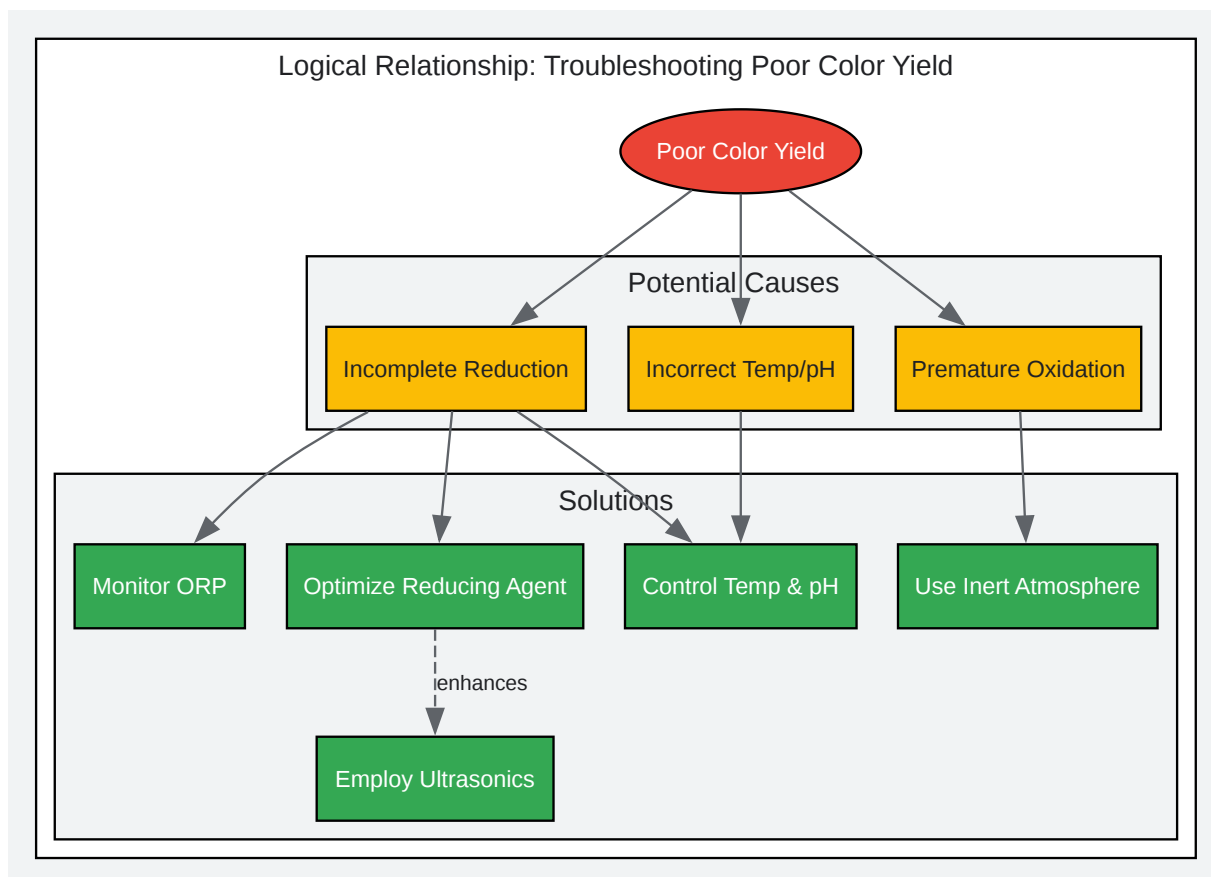 Logical Relationship: Troubleshooting Poor Color Yield
Poor Color Yield
Potential Causes
Incomplete Reduction
Incorrect Temp/pH
Premature Oxidation
Solutions
Monitor ORP
Optimize Reducing Agent
Control Temp & pH
Use Inert Atmosphere
enhances
Employ Ultrasonics